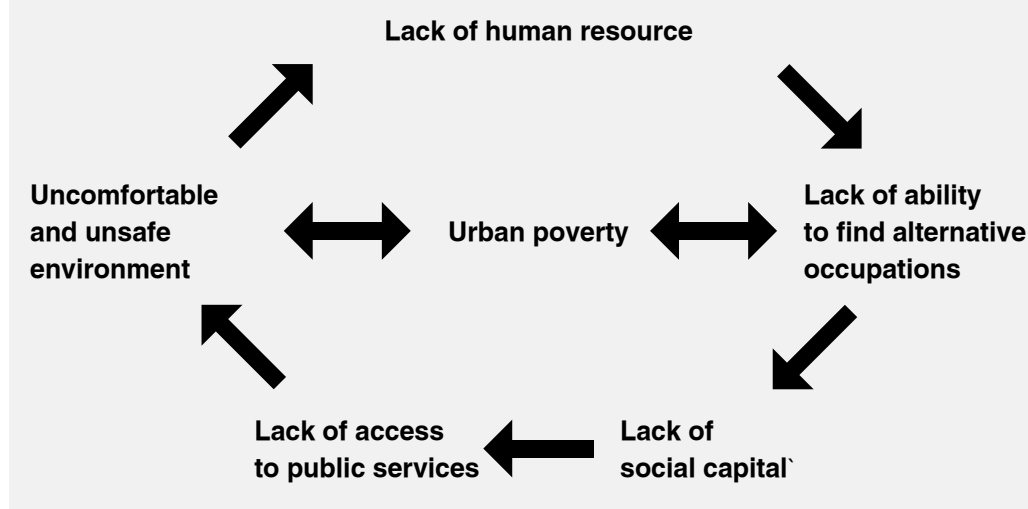 Lack of human resource
Uncomfortable
and unsafe
environment
Urban poverty
Lack of ability
to find alternative
occupations
Lack of access
to public services
Lack of
social capital`